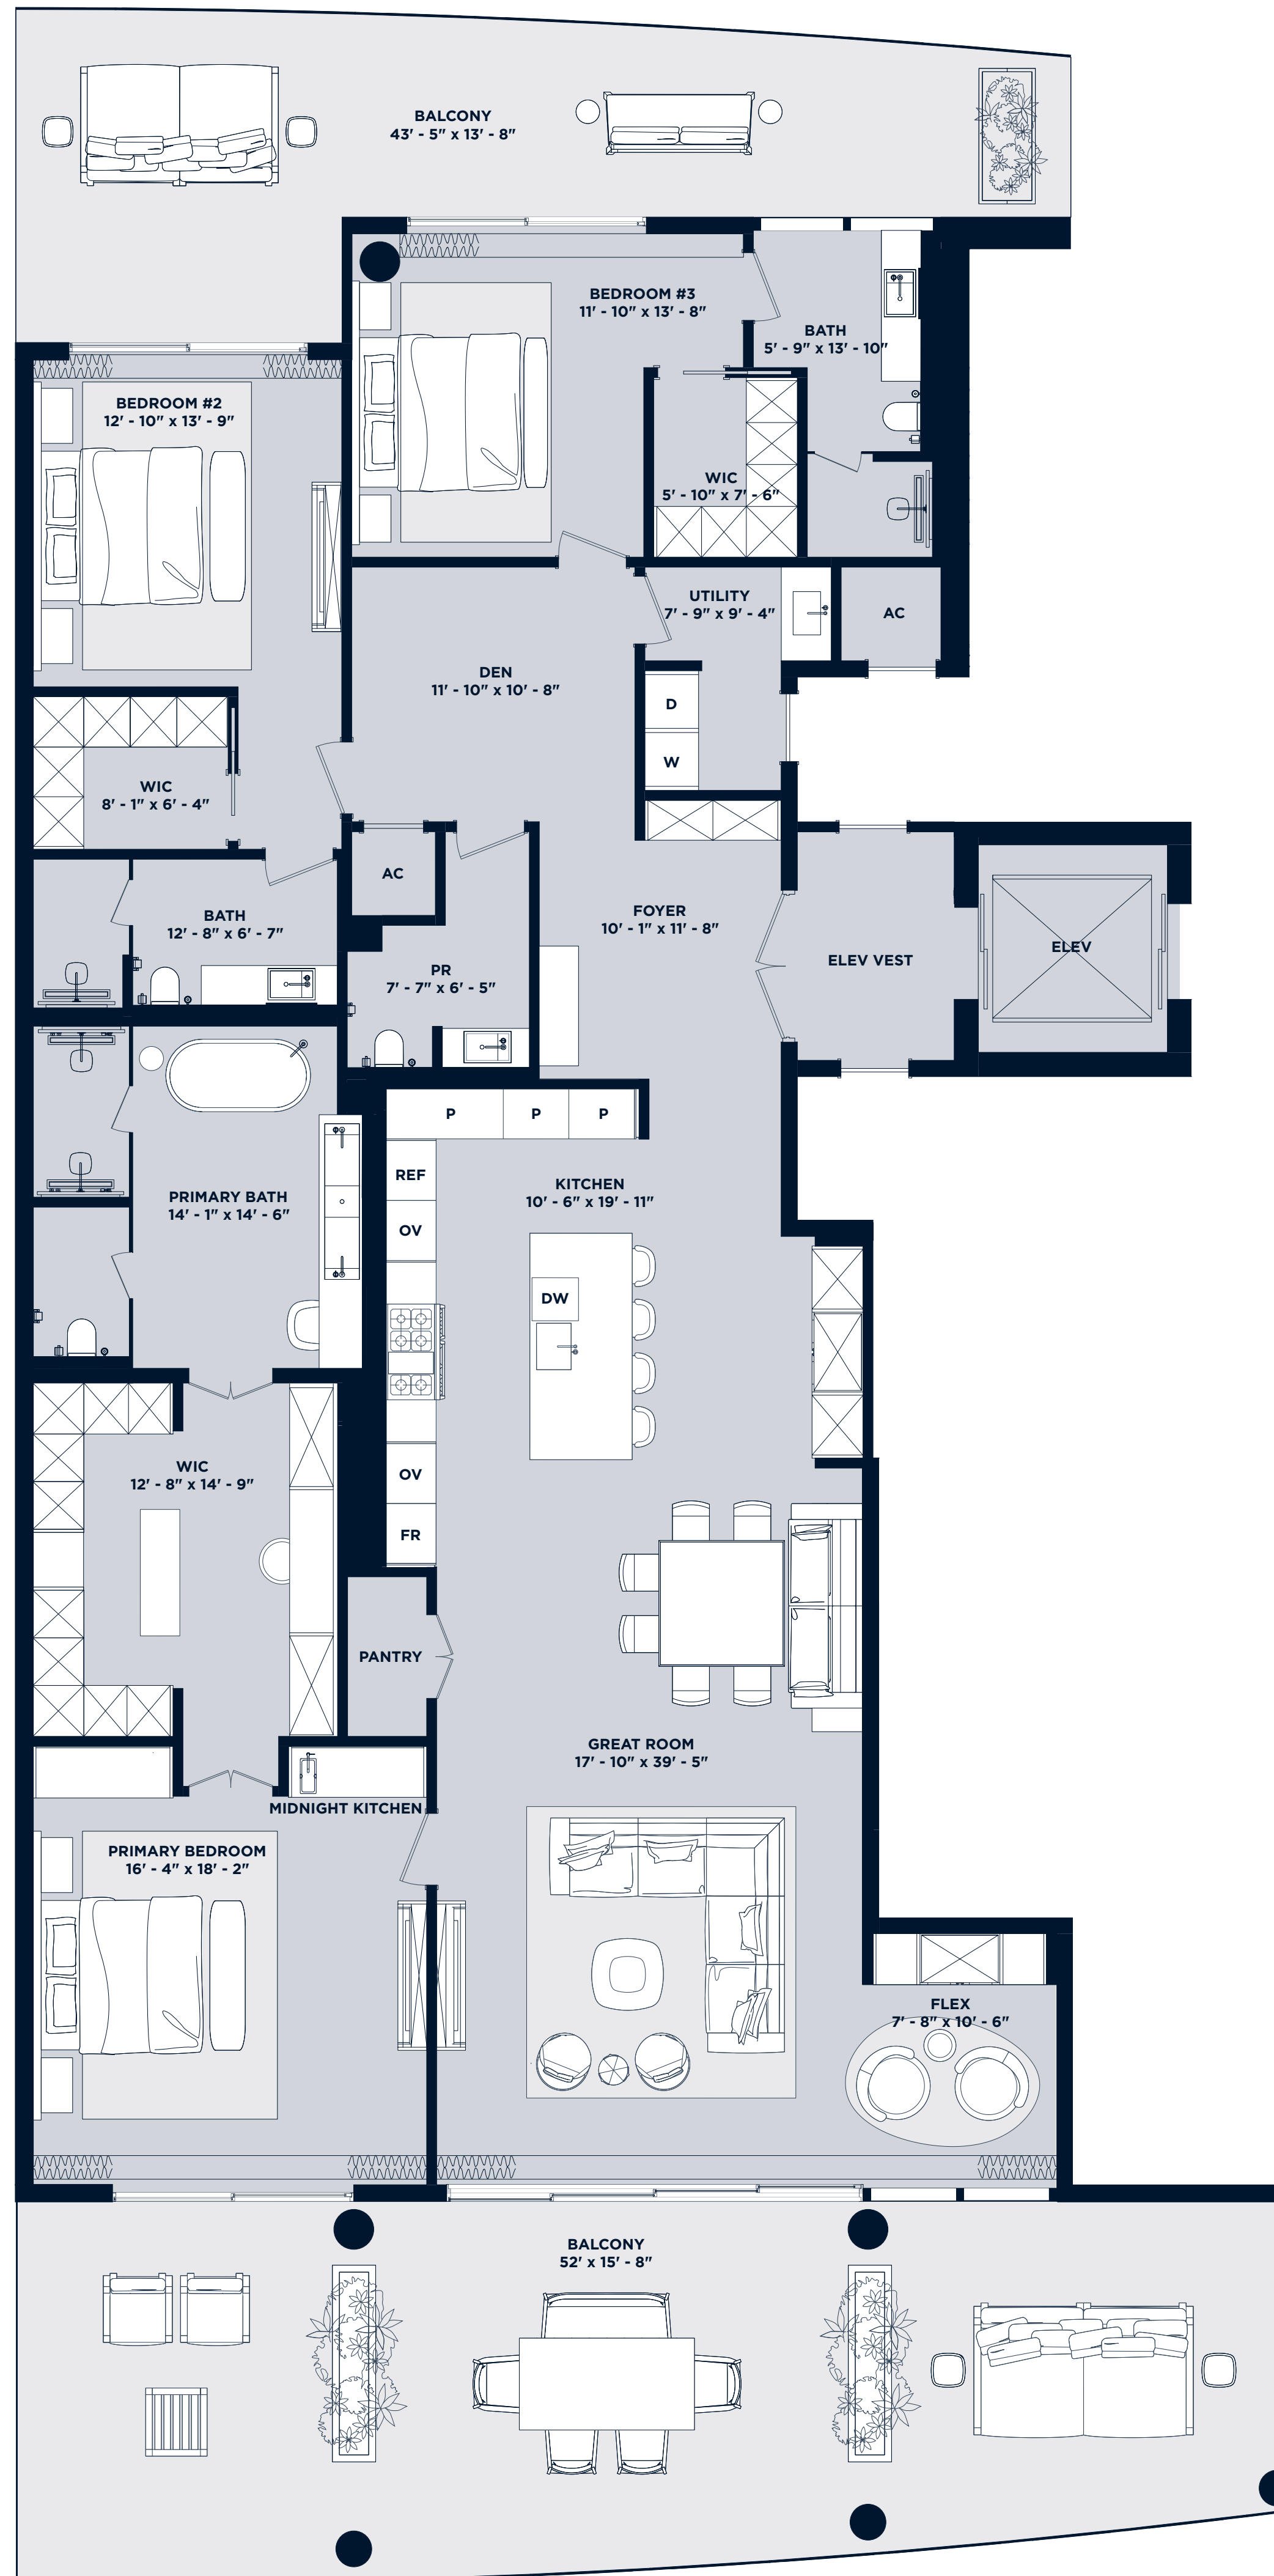 BALCONY
43' - 5" x 13' - 8"
BEDROOM #3
11' - 10" x 13' - 8"
BATH
5' - 9" x 13' - 10"
BEDROOM #2
12' - 10" x 13' - 9"
WIC
5' - 10" x 7' - 6"
UTILITY
7' - 9" x 9' - 4"
AC
DEN
11' - 10" x 10' - 8"
D
W
WIC
8' - 1" x 6' - 4"
AC
FOYER
10' - 1" x 11' - 8"
BATH
12' - 8" x 6' - 7"
ELEV VEST
ELEV
PR
7' - 7" x 6' - 5"
P
P
P
REF
KITCHEN
10' - 6" x 19' - 11"
PRIMARY BATH
14' - 1" x 14' - 6"
OV
DW
WIC
12' - 8" x 14' - 9"
OV
FR
PANTRY
GREAT ROOM
17' - 10" x 39' - 5"
MIDNIGHT KITCHEN
PRIMARY BEDROOM
16' - 4" x 18' - 2"
FLEX
7' - 8" x 10' - 6"
BALCONY
52' x 15' - 8"